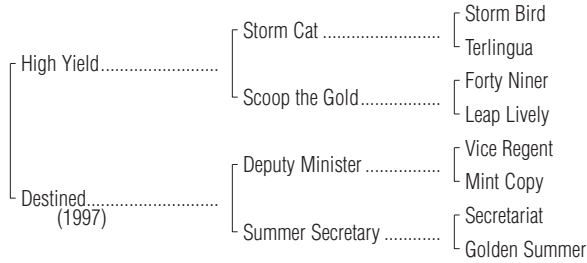 Storm Bird
Storm Cat ........................
Terlingua
High Yield........................
Forty Niner
Scoop the Gold................
Leap Lively
Vice Regent
Deputy Minister ...............
Mint Copy
Destined...........................
(1997)
Secretariat
Summer Secretary ............
Golden Summer